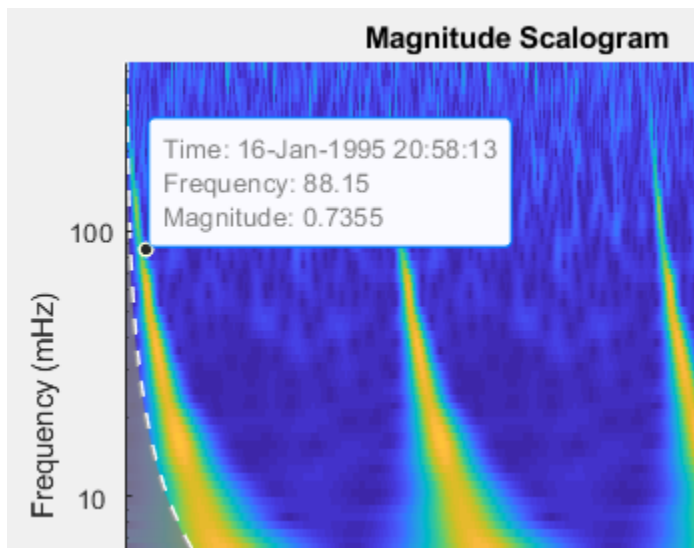 Magnitude Scalogram
Time: 16-Jan-1995 20:58:13
Frequency: 88.15
Magnitude: 0.7355
100
10
Frequency (mHz)